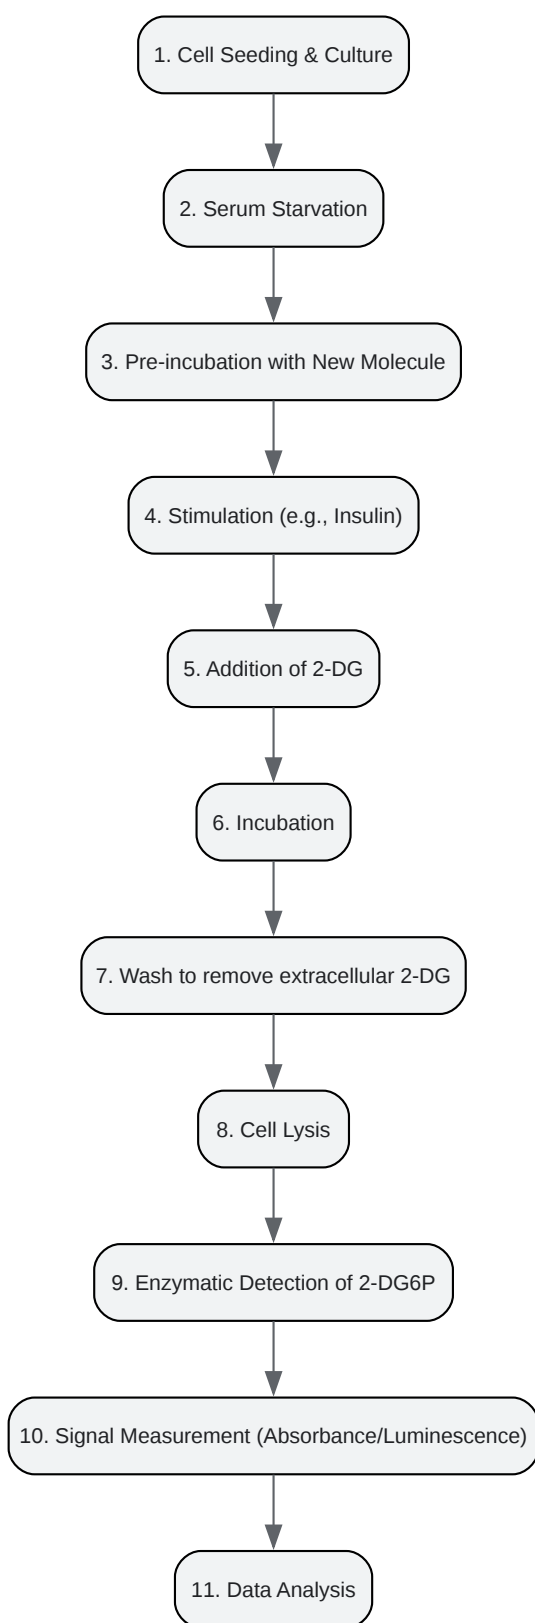 1. Cell Seeding & Culture
2. Serum Starvation
3. Pre-incubation with New Molecule
4. Stimulation (e.g., Insulin)
5. Addition of 2-DG
6. Incubation
7. Wash to remove extracellular 2-DG
8. Cell Lysis
9. Enzymatic Detection of 2-DG6P
10. Signal Measurement (Absorbance/Luminescence)
11. Data Analysis